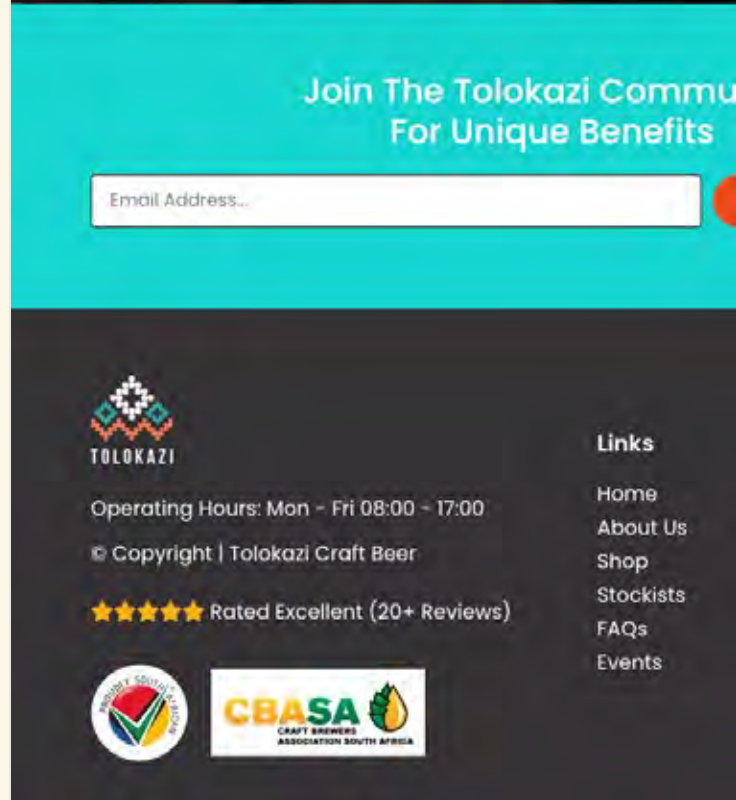 Join The Tolokazi Commu
For Unique Benefits
Email Address...
TOLOKAZI
Operating Hours: Mon - Fri 08:00 - 17:00
© Copyright | Tolokazi Craft Beer
Rated Excellent (20+ Reviews)
PROUDLY SOUTH AFRICAN
CBASA
CRAFT BREWERS
ASSOCIATION SOUTH AFRICA
Links
Home
About Us
Shop
Stockists
FAQs
Events